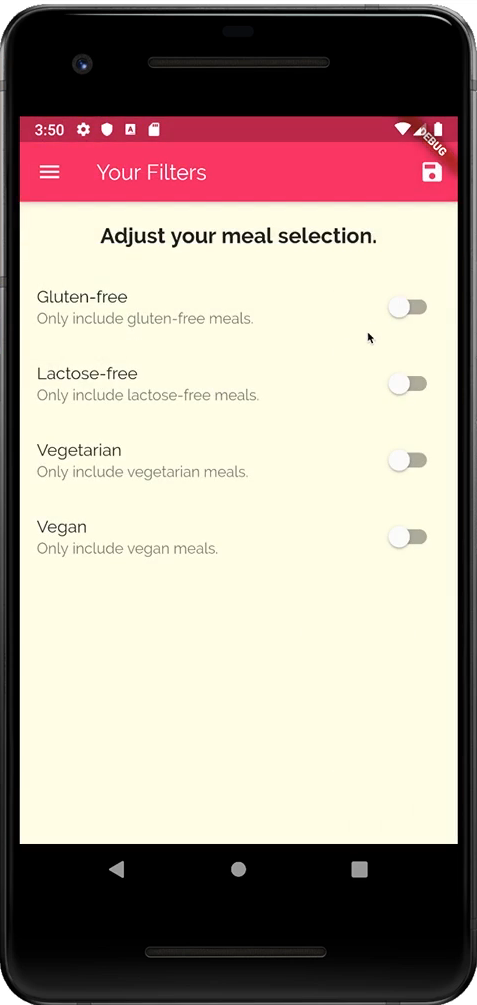 3:50
DEBUG
Your Filters
Adjust your meal selection.
Gluten-free
Only include gluten-free meals.
Lactose-free
Only include lactose-free meals.
Vegetarian
Only include vegetarian meals.
Vegan
Only include vegan meals.